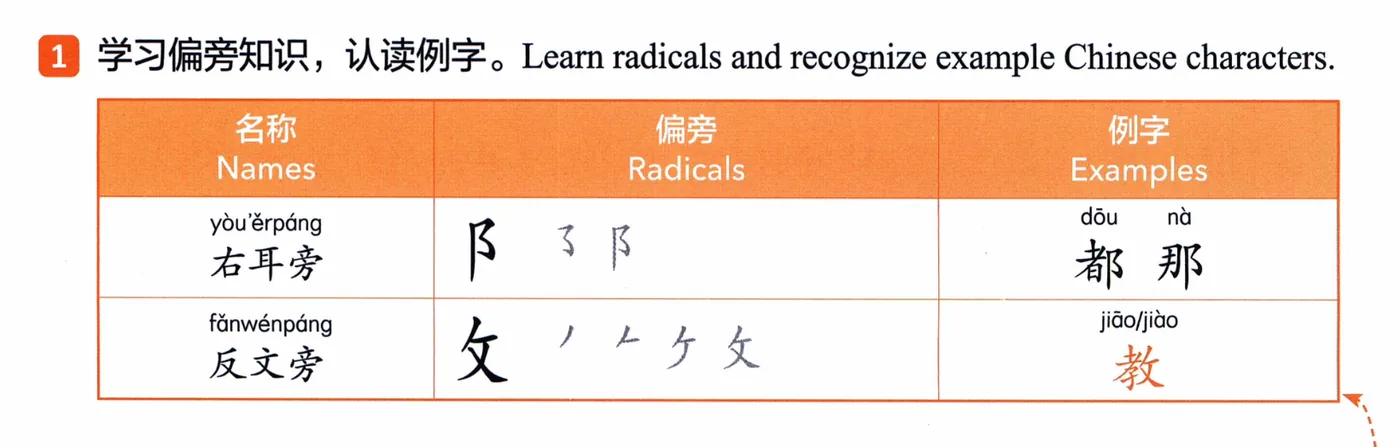 1 学习偏旁知识，认读例字。Learn radicals and recognize example Chinese characters.
名称 偏旁 例字
Names Radicals Examples
yòu'ěrpáng dōu nà
右耳旁 阝 ㇌ 阝 都 那
fǎnwénpáng jiāo/jiào
反文旁 攵 ㇒ 𠂉 ケ 攵 教